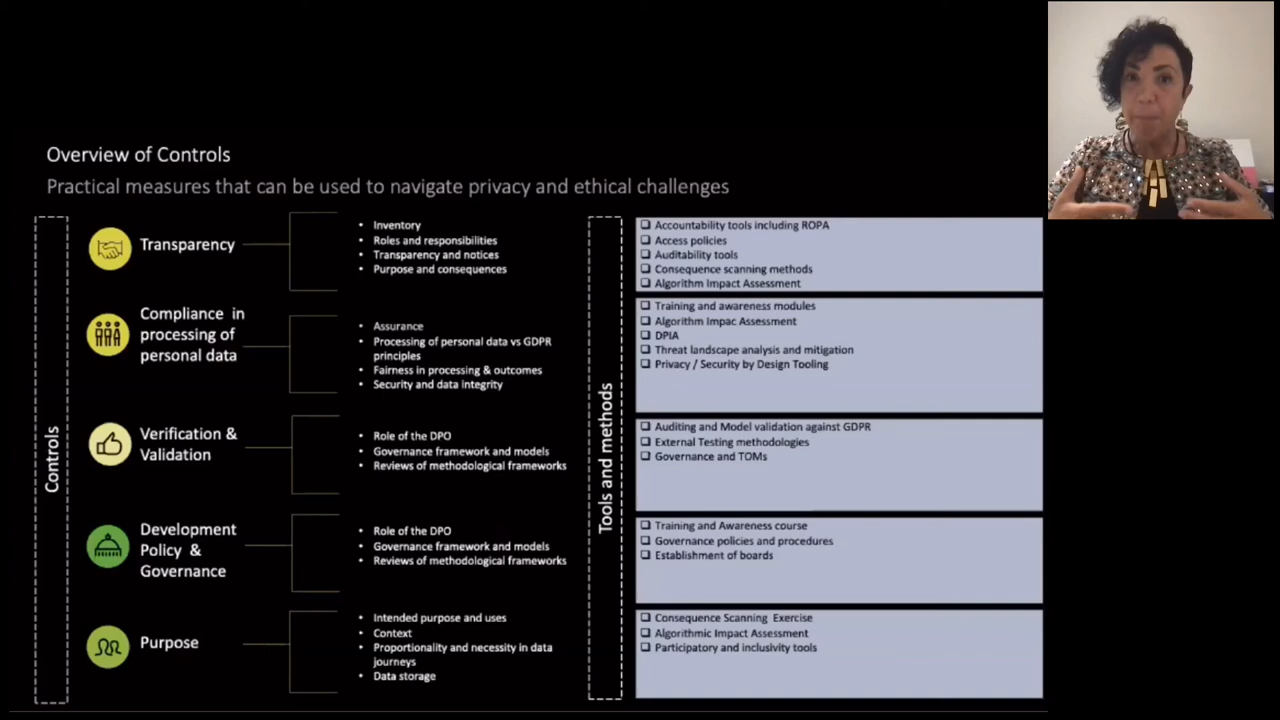 Overview of Controls
Practical measures that can be used to navigate privacy and ethical challenges
Controls
Transparency
• Inventory
• Roles and responsibilities
• Transparency and notices
• Purpose and consequences
Compliance in
processing of
personal data
• Assurance
• Processing of personal data vs GDPR
principles
• Fairness in processing & outcomes
• Security and data integrity
Verification &
Validation
• Role of the DPO
• Governance framework and models
• Reviews of methodological frameworks
Development
Policy &
Governance
• Role of the DPO
• Governance framework and models
• Reviews of methodological frameworks
Purpose
• Intended purpose and uses
• Context
• Proportionality and necessity in data
journeys
• Data storage
Tools and methods
❑ Accountability tools including ROPA
❑ Access policies
❑ Auditability tools
❑ Consequence scanning methods
❑ Algorithm Impact Assessment
❑ Training and awareness modules
❑ Algorithm Impac Assessment
❑ DPIA
❑ Threat landscape analysis and mitigation
❑ Privacy / Security by Design Tooling
❑ Auditing and Model validation against GDPR
❑ External Testing methodologies
❑ Governance and TOMs
❑ Training and Awareness course
❑ Governance policies and procedures
❑ Establishment of boards
❑ Consequence Scanning Exercise
❑ Algorithmic Impact Assessment
❑ Participatory and inclusivity tools